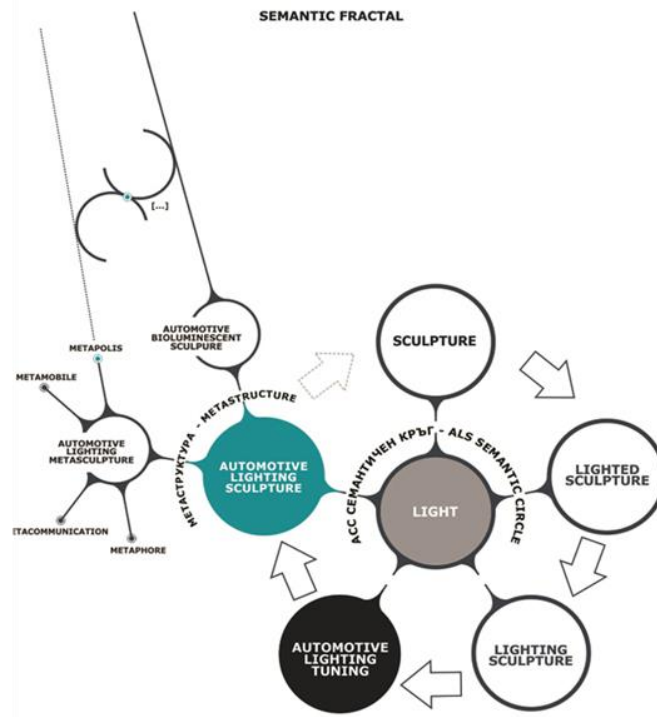 SEMANTIC FRACTAL
[...]
AUTOMOTIVE
BIOLUMINESCENT
SCULPURE
METAPOLIS
METAMOBILE
AUTOMOTIVE
LIGHTING
METASCULPTURE
ETACOMMUNICATION
METAPHORE
МЕТАСТРУКТУРА - METASTRUCTURE
AUTOMOTIVE
LIGHTING
SCULPTURE
SCULPTURE
АСС СЕМАНТИЧЕН КРЪГ - ALS SEMANTIC CIRCLE
LIGHT
LIGHTED
SCULPTURE
AUTOMOTIVE
LIGHTING
TUNING
LIGHTING
SCULPTURE